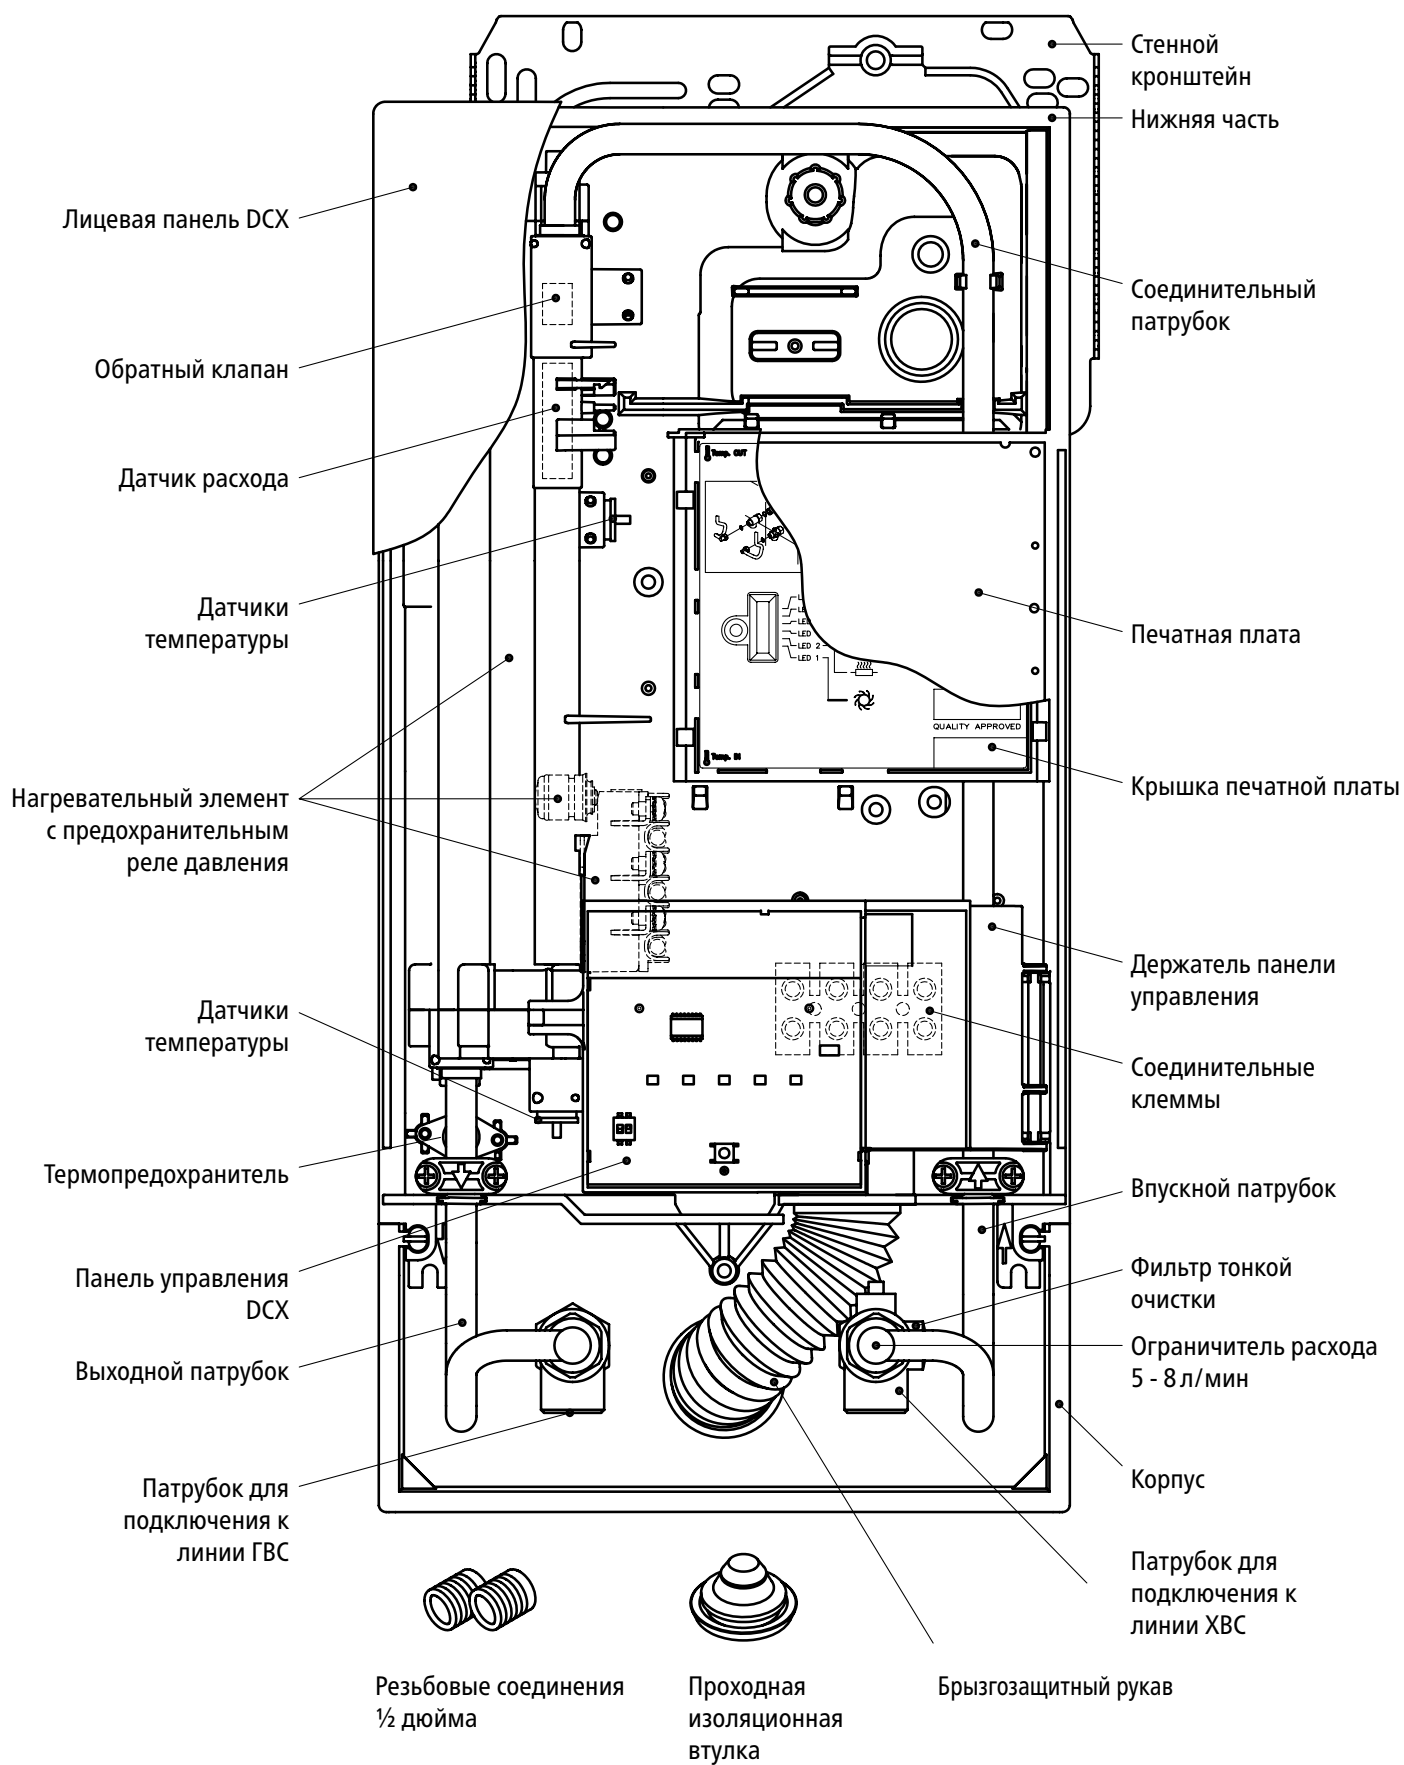 Стенной
кронштейн
Нижняя часть
Лицевая панель DCX
Соединительный
патрубок
Обратный клапан
Датчик расхода
Temp. OUT
Датчики
температуры
LED
LED
LED
LED 2
LED 1
Печатная плата
QUALITY APPROVED
Temp. IN
Крышка печатной платы
Нагревательный элемент
с предохранительным
реле давления
Держатель панели
управления
Датчики
температуры
Соединительные
клеммы
Термопредохранитель
Впускной патрубок
Панель управления
DCX
Фильтр тонкой
очистки
Выходной патрубок
Ограничитель расхода
5 - 8 л/мин
Корпус
Патрубок для
подключения к
линии ГВС
Патрубок для
подключения к
линии ХВС
Резьбовые соединения
½ дюйма
Проходная
изоляционная
втулка
Брызгозащитный рукав